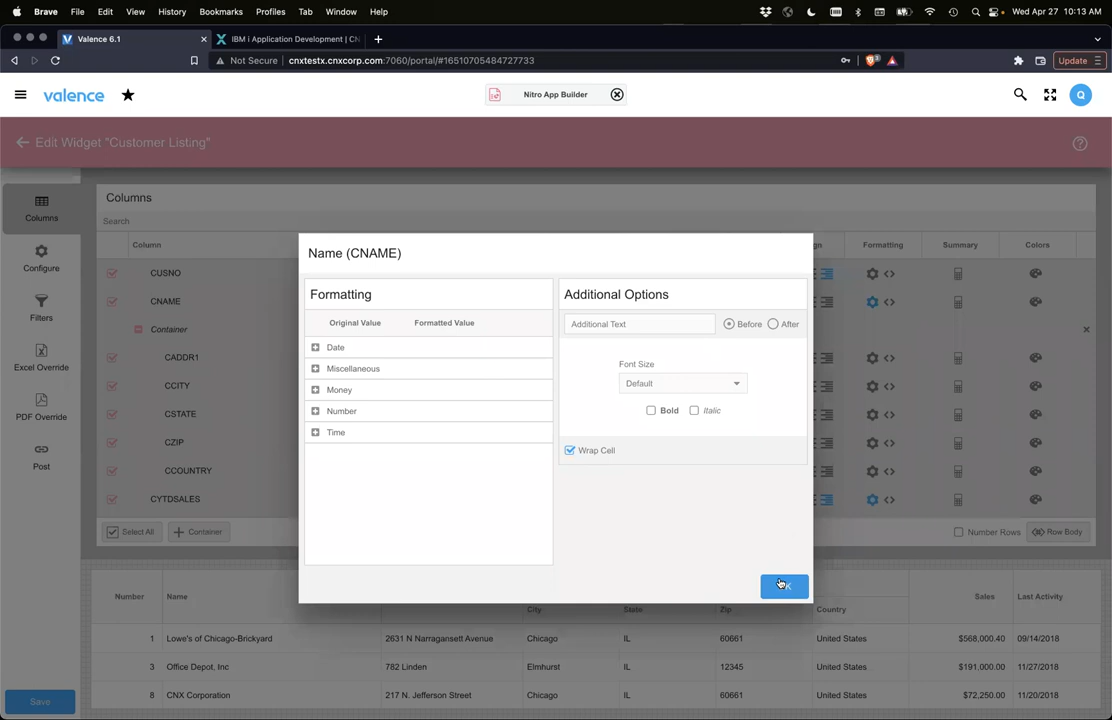 Brave File Edit View History Bookmarks Profiles Tab Window Help Wed Apr 27 10:13 AM
Valence 6.1 IBM i Application Development | CN
Not Secure | cnxtestx.cnxcorp.com:7060/portal/#16510705484727733 Update
valence Nitro App Builder Q
Edit Widget "Customer Listing"
Columns
Configure
Filters
Excel Override
PDF Override
Post
Save
Columns
Search
Column Formatting Summary Colors
CUSNO
CNAME
Container
CADDR1
CCITY
CSTATE
CZIP
CCOUNTRY
CYTDSALES
Select All Container Number Rows Row Body
Name (CNAME)
Formatting
Original Value Formatted Value
Date
Miscellaneous
Money
Number
Time
Additional Options
Additional Text Before After
Font Size
Default
Bold Italic
Wrap Cell
Number Name City State Zip Country Sales Last Activity
1 Lowe's of Chicago-Brickyard 2631 N Narragansett Avenue Chicago IL 60661 United States $568,000.40 09/14/2018
3 Office Depot, Inc 782 Linden Elmhurst IL 12345 United States $191,000.00 11/27/2018
8 CNX Corporation 217 N. Jefferson Street Chicago IL 60661 United States $72,250.00 11/20/2018